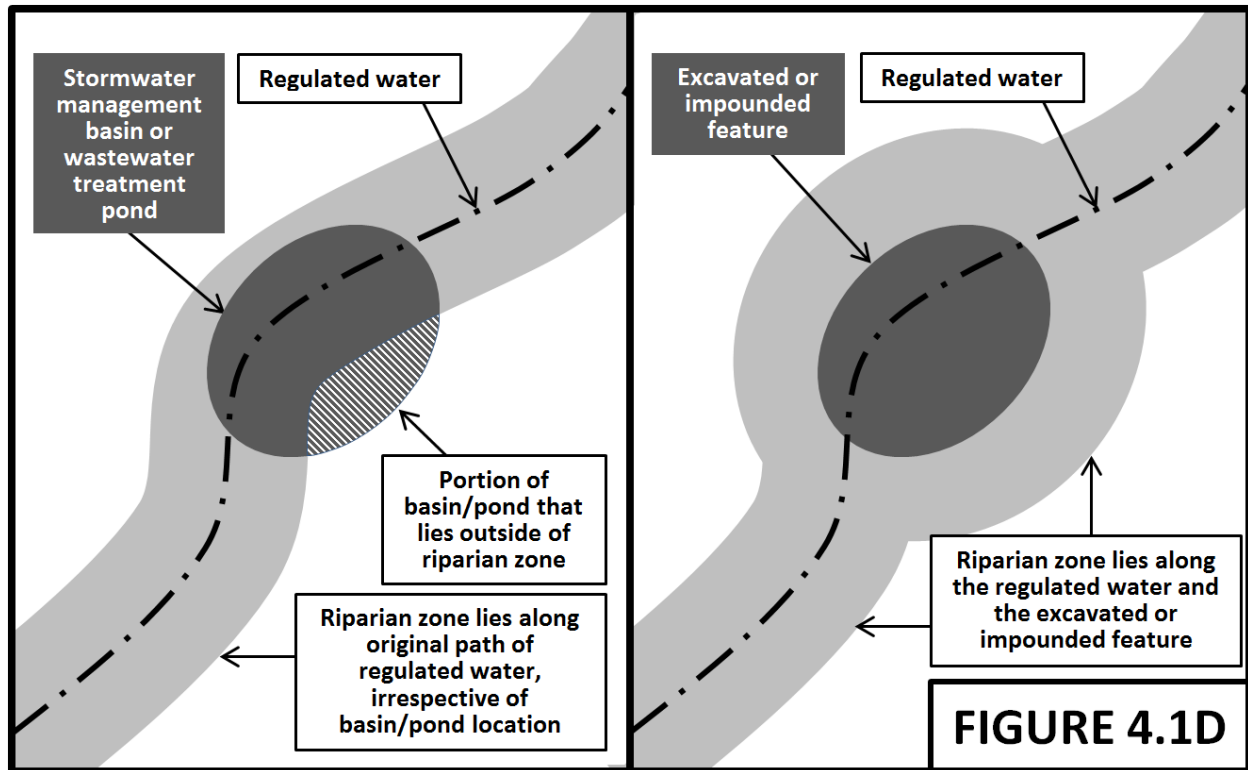 Stormwater
management
basin or
wastewater
treatment
pond
Regulated water
Portion of
basin/pond that
lies outside of
riparian zone
Riparian zone lies along
original path of
regulated water,
irrespective of
basin/pond location
Excavated or
impounded
feature
Regulated water
Riparian zone lies along
the regulated water and
the excavated or
impounded feature
FIGURE 4.1D